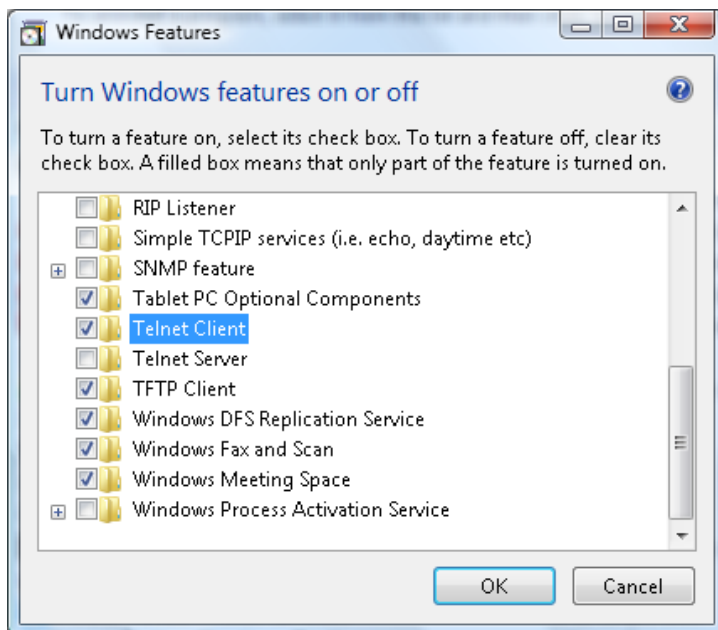 Windows Features
Turn Windows features on or off
To turn a feature on, select its check box. To turn a feature off, clear its
check box. A filled box means that only part of the feature is turned on.
RIP Listener
Simple TCPIP services (i.e. echo, daytime etc)
SNMP feature
Tablet PC Optional Components
Telnet Client
Telnet Server
TFTP Client
Windows DFS Replication Service
Windows Fax and Scan
Windows Meeting Space
Windows Process Activation Service
OK Cancel